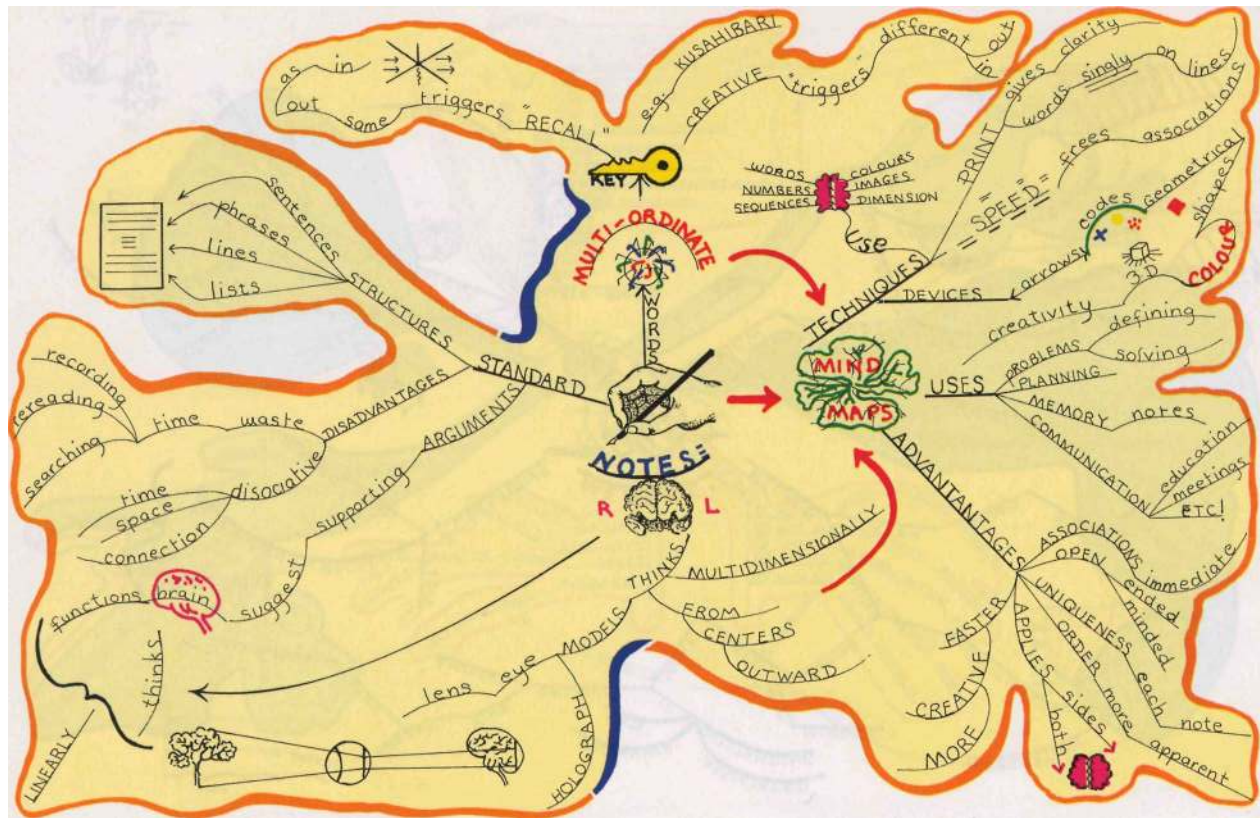 as in
out same triggers "RECALL"
e.g. KUSAHIBARI
CREATIVE "triggers" different out in
KEY
MULTI-ORDINATE
WORDS
sentences
phrases
lines
lists
STRUCTURES
STANDARD
DISADVANTAGES
waste time
recording
rereading
searching
disociative
time
space
connection
ARGUMENTS
supporting
suggest
brain
functions
thinks
LINEARLY
NOTES
R L
THINKS
MULTIDIMENSIONALLY
FROM
CENTERS
OUTWARD
MODELS
eye
lens
HOLOGRAPH
MIND
MAPS
TECHNIQUES
use
WORDS
NUMBERS
SEQUENCES
COLOURS
IMAGES
DIMENSION
PRINT
gives clarity
words singly on lines
=SPEED=
frees associations
DEVICES
arrows
codes
Geometrical
shapes
3D
COLOUR
USES
creativity
PROBLEMS
defining
solving
PLANNING
MEMORY notes
COMMUNICATION
education
meetings
ETC!
ADVANTANTAGES
ASSOCIATIONS immediate
OPEN
ended
minded
UNIQUENESS each note
ORDER more apparent
APPLIES sides both!
FASTER
CREATIVE
MORE